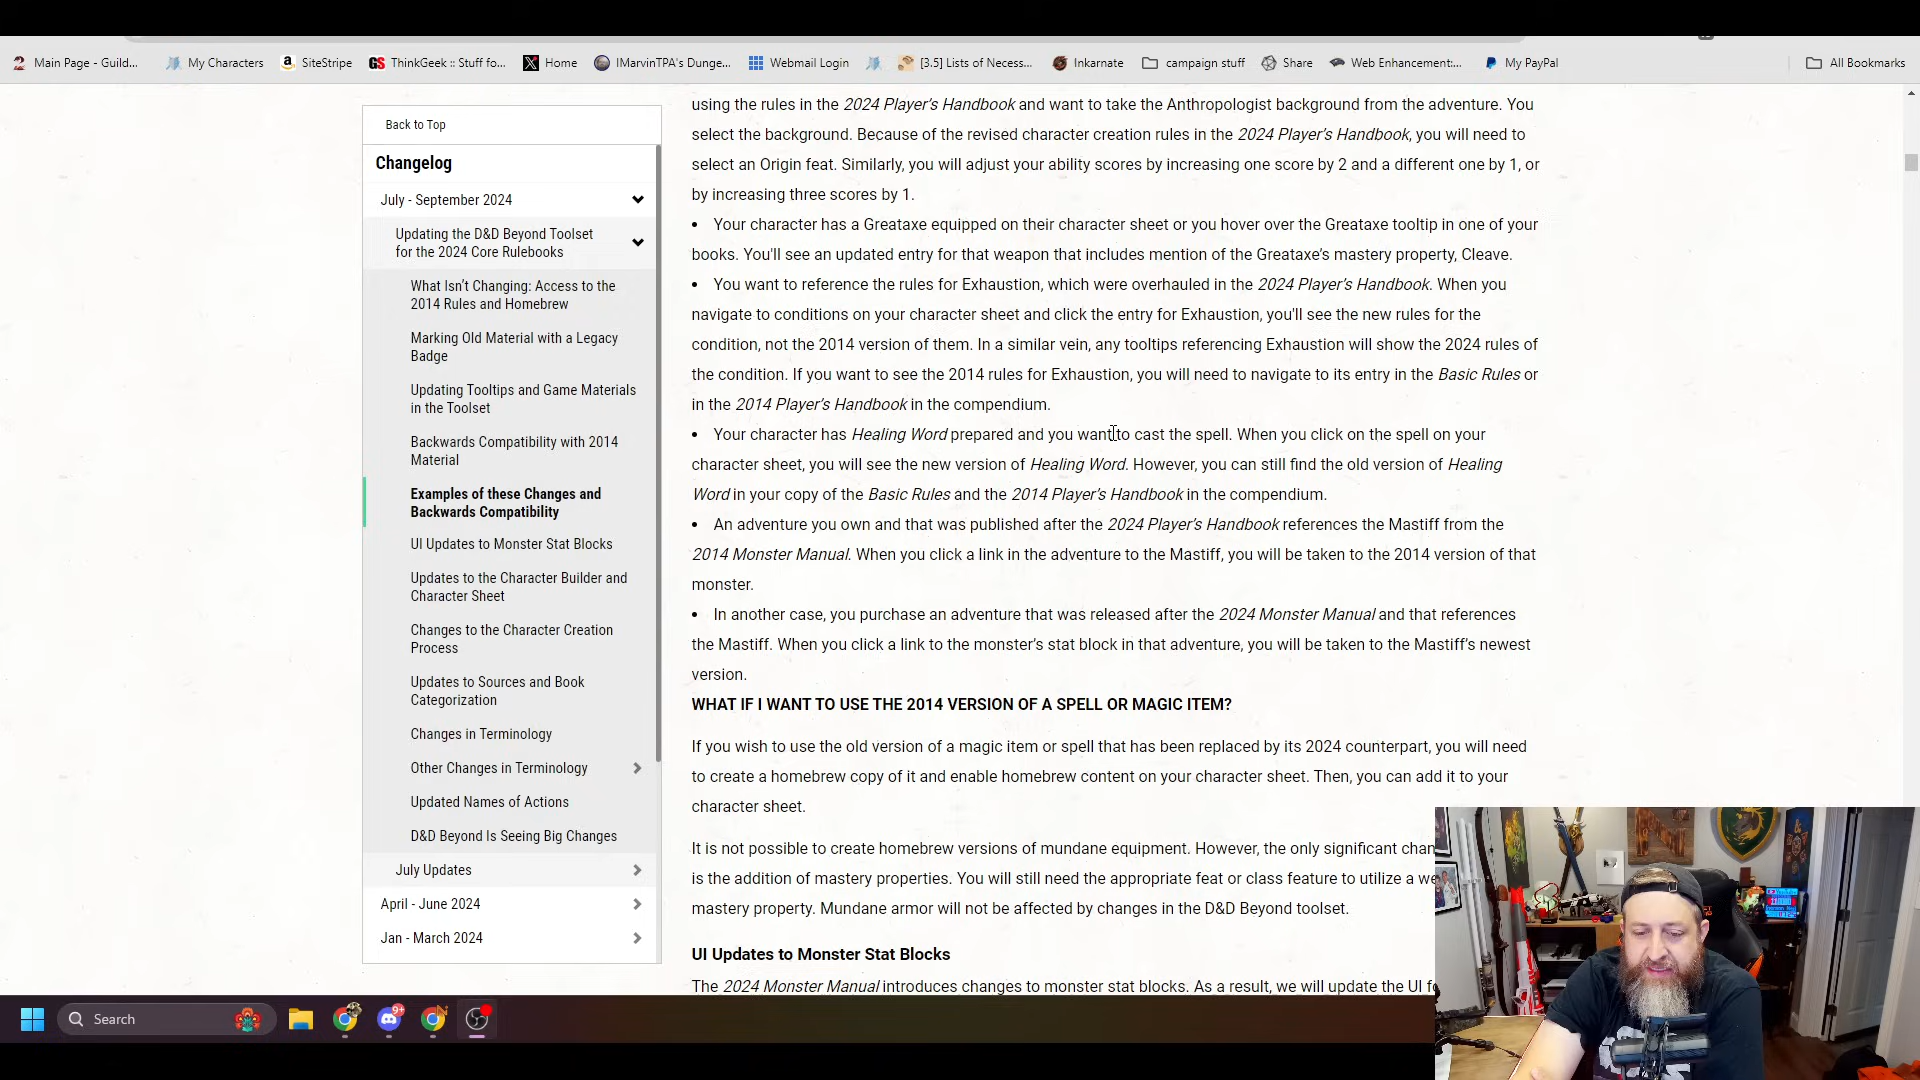 Main Page - Guild...
My Characters
SiteStripe
ThinkGeek :: Stuff fo...
Home
IMarvinTPA's Dunge...
Webmail Login
[3.5] Lists of Necess...
Inkarnate
campaign stuff
Share
Web Enhancement:...
My PayPal
All Bookmarks
Back to Top
Changelog
July - September 2024
Updating the D&D Beyond Toolset
for the 2024 Core Rulebooks
What Isn't Changing: Access to the
2014 Rules and Homebrew
Marking Old Material with a Legacy
Badge
Updating Tooltips and Game Materials
in the Toolset
Backwards Compatibility with 2014
Material
Examples of these Changes and
Backwards Compatibility
UI Updates to Monster Stat Blocks
Updates to the Character Builder and
Character Sheet
Changes to the Character Creation
Process
Updates to Sources and Book
Categorization
Changes in Terminology
Other Changes in Terminology
Updated Names of Actions
D&D Beyond Is Seeing Big Changes
July Updates
April - June 2024
Jan - March 2024
using the rules in the 2024 Player's Handbook and want to take the Anthropologist background from the adventure. You
select the background. Because of the revised character creation rules in the 2024 Player's Handbook, you will need to
select an Origin feat. Similarly, you will adjust your ability scores by increasing one score by 2 and a different one by 1, or
by increasing three scores by 1.
• Your character has a Greataxe equipped on their character sheet or you hover over the Greataxe tooltip in one of your
books. You'll see an updated entry for that weapon that includes mention of the Greataxe's mastery property, Cleave.
• You want to reference the rules for Exhaustion, which were overhauled in the 2024 Player's Handbook. When you
navigate to conditions on your character sheet and click the entry for Exhaustion, you'll see the new rules for the
condition, not the 2014 version of them. In a similar vein, any tooltips referencing Exhaustion will show the 2024 rules of
the condition. If you want to see the 2014 rules for Exhaustion, you will need to navigate to its entry in the Basic Rules or
in the 2014 Player's Handbook in the compendium.
• Your character has Healing Word prepared and you want to cast the spell. When you click on the spell on your
character sheet, you will see the new version of Healing Word. However, you can still find the old version of Healing
Word in your copy of the Basic Rules and the 2014 Player's Handbook in the compendium.
• An adventure you own and that was published after the 2024 Player's Handbook references the Mastiff from the
2014 Monster Manual. When you click a link in the adventure to the Mastiff, you will be taken to the 2014 version of that
monster.
• In another case, you purchase an adventure that was released after the 2024 Monster Manual and that references
the Mastiff. When you click a link to the monster's stat block in that adventure, you will be taken to the Mastiff's newest
version.
WHAT IF I WANT TO USE THE 2014 VERSION OF A SPELL OR MAGIC ITEM?
If you wish to use the old version of a magic item or spell that has been replaced by its 2024 counterpart, you will need
to create a homebrew copy of it and enable homebrew content on your character sheet. Then, you can add it to your
character sheet.
It is not possible to create homebrew versions of mundane equipment. However, the only significant chan
is the addition of mastery properties. You will still need the appropriate feat or class feature to utilize a we
mastery property. Mundane armor will not be affected by changes in the D&D Beyond toolset.
UI Updates to Monster Stat Blocks
The 2024 Monster Manual introduces changes to monster stat blocks. As a result, we will update the UI fo
Search
9+